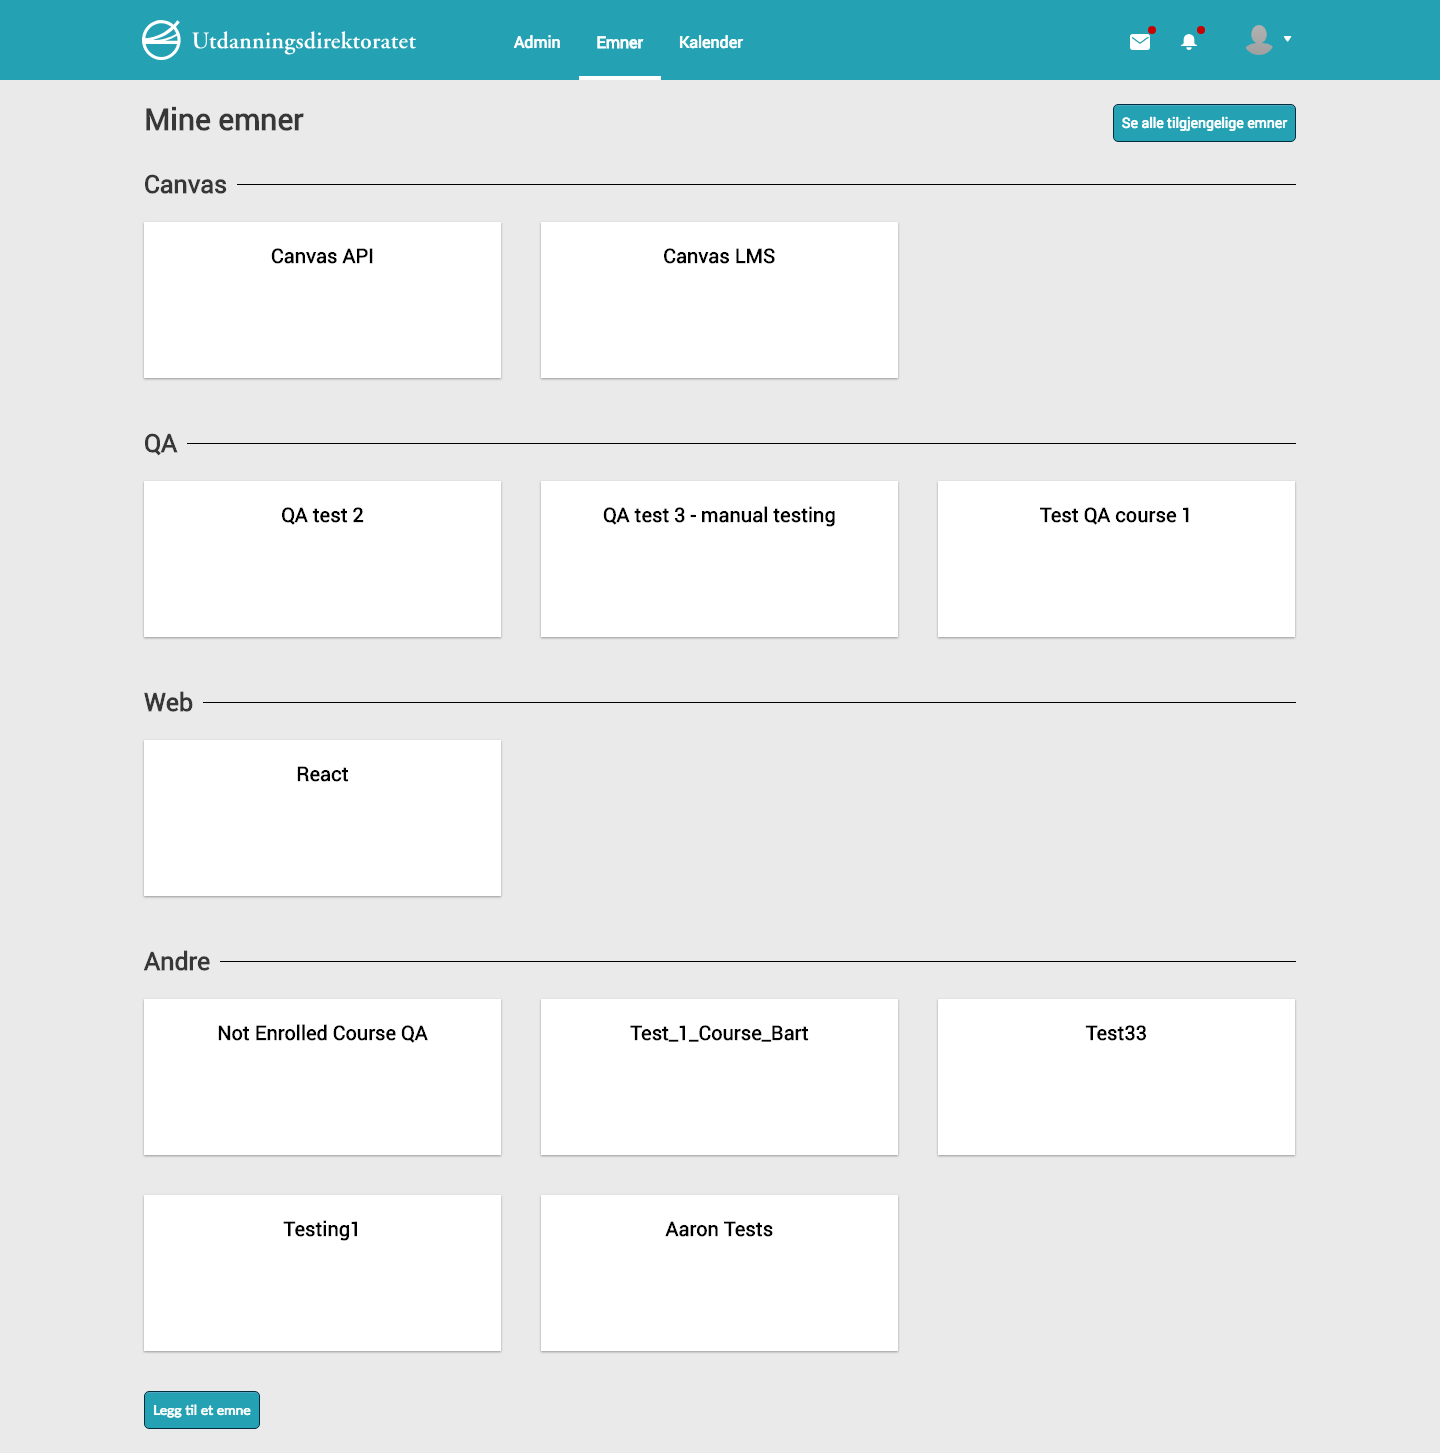 Utdanningsdirektoratet
Admin
Emner
Kalender
Mine emner
Se alle tilgjengelige emner
Canvas
Canvas API
Canvas LMS
QA
QA test 2
QA test 3 - manual testing
Test QA course 1
Web
React
Andre
Not Enrolled Course QA
Test_1_Course_Bart
Test33
Testing1
Aaron Tests
Legg til et emne